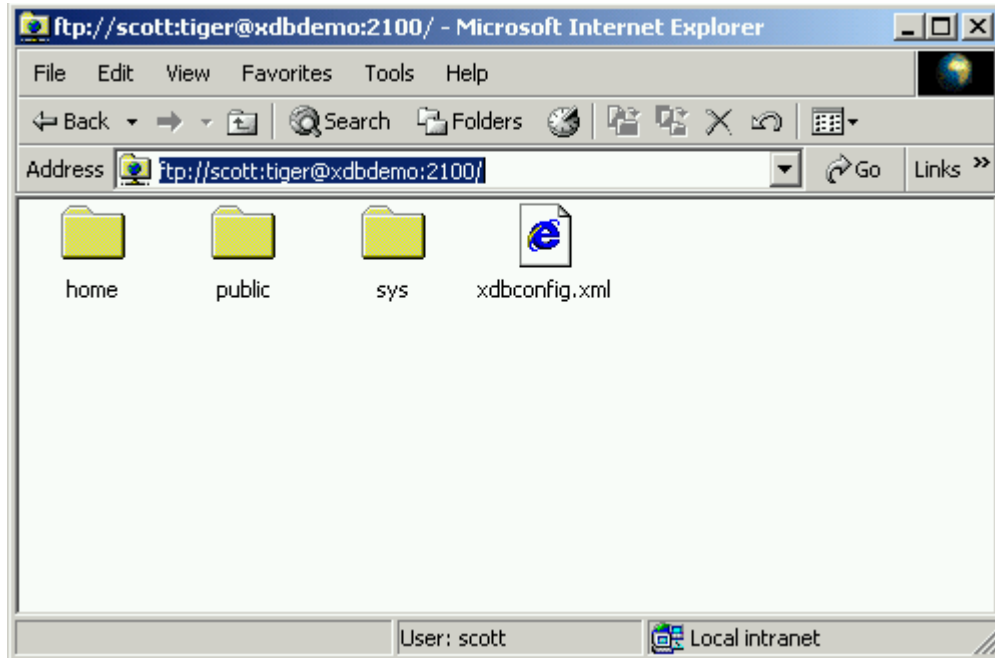 ftp://scott:tiger@xdbdemo:2100/ - Microsoft Internet Explorer
File Edit View Favorites Tools Help
Back Search Folders
Address ftp://scott:tiger@xdbdemo:2100/ Go Links »
home public sys xdbconfig.xml
User: scott Local intranet